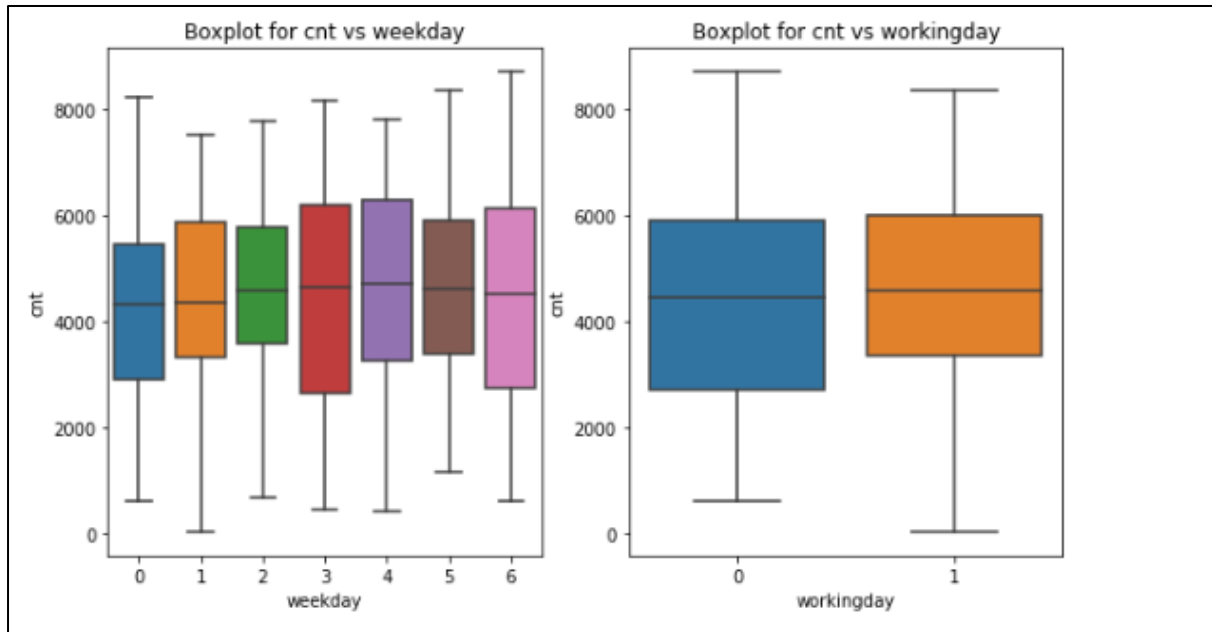 Boxplot for cnt vs weekday
8000
6000
4000
2000
0
cnt
0 1 2 3 4 5 6
weekday
Boxplot for cnt vs workingday
8000
6000
4000
2000
0
cnt
0 1
workingday